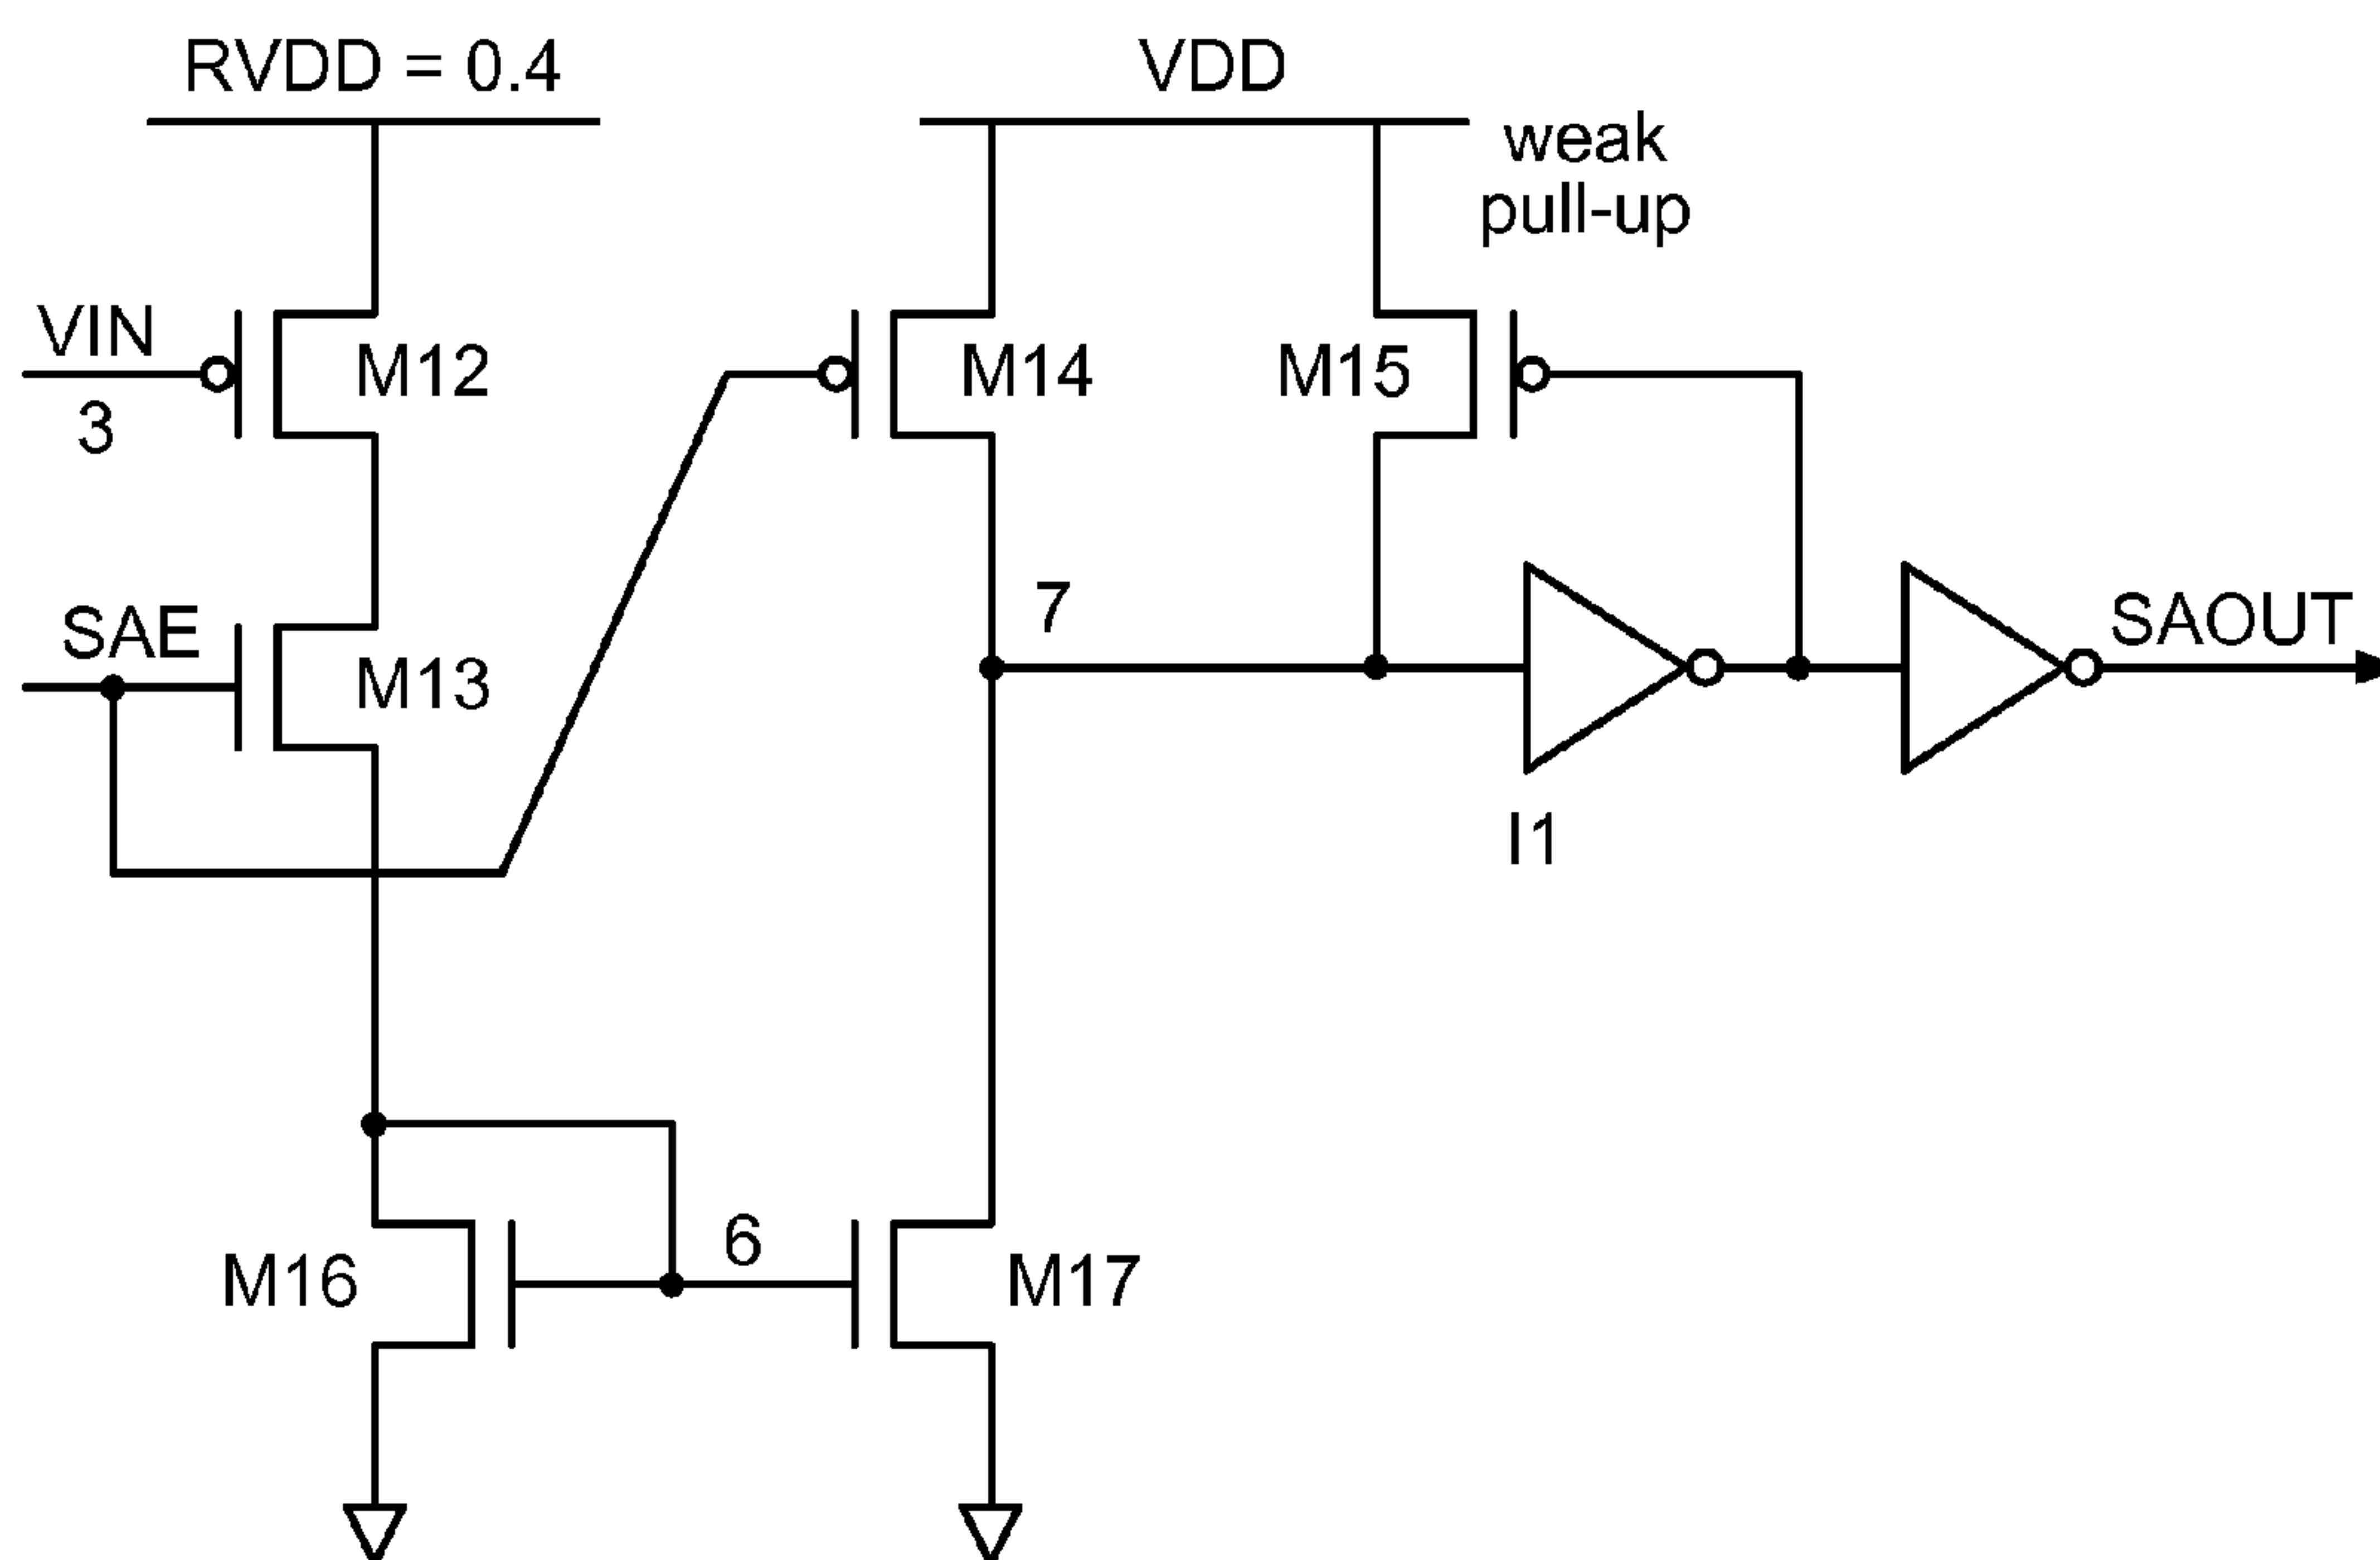 RVDD = 0.4
VDD
weak
pull-up
VIN
3
M12
M14
M15
SAE
M13
7
SAOUT
I1
6
M16
M17